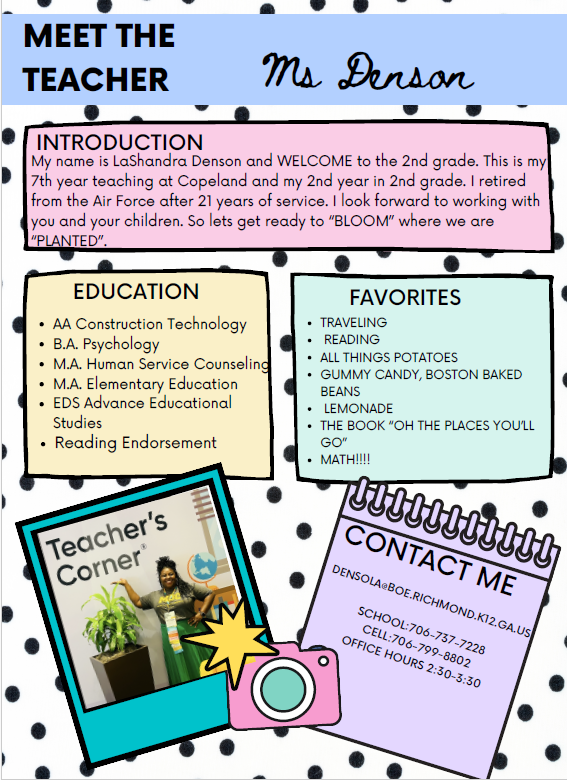 MEET THE
TEACHER
Ms Denson
INTRODUCTION
My name is LaShandra Denson and WELCOME to the 2nd grade. This is my
7th year teaching at Copeland and my 2nd year in 2nd grade. I retired
from the Air Force after 21 years of service. I look forward to working with
you and your children. So lets get ready to “BLOOM” where we are
“PLANTED”.
EDUCATION
• AA Construction Technology
• B.A. Psychology
• M.A. Human Service Counseling
• M.A. Elementary Education
• EDS Advance Educational
Studies
• Reading Endorsement
FAVORITES
• TRAVELING
• READING
• ALL THINGS POTATOES
• GUMMY CANDY, BOSTON BAKED
BEANS
• LEMONADE
• THE BOOK “OH THE PLACES YOU’LL
GO”
• MATH!!!!
Teacher’s
Corner®
CONTACT ME
DENSOLA@BOE.RICHMOND.K12.GA.US
SCHOOL:706-737-7228
CELL:706-799-8802
OFFICE HOURS 2:30-3:30